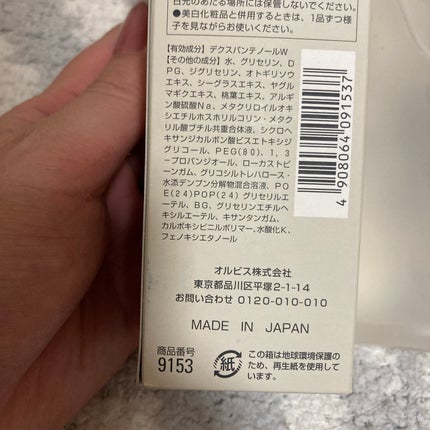 日光のあたる場所には保管しないでください。
●美白化粧品と併用するときは、1品ずつ様
子を見ながらお使いください。
【有効成分】デクスパンテノールW
【その他の成分】水、グリセリン、D
PG、ジグリセリン、オトギリソウ
エキス、シーグラスエキス、ヤグル
マギクエキス、桃葉エキス、アルギ
ン酸硫酸Na、メタクリロイルオキ
シエチルホスホリルコリン・メタク
リル酸ブチル共重合体液、シクロヘ
キサンジカルボン酸ビスエトキシジ
グリコール、PEG(80)、1、3
-プロパンジオール、ローカストビ
ーンガム、グリコシルトレハロース・
水添デンプン分解物混合溶液、PO
E(24)POP(24)グリセリルエ
ーテル、BG、グリセリンエチルヘ
キシルエーテル、キサンタンガム、
カルボキシビニルポリマー、水酸化K、
フェノキシエタノール
4 908064 091537
オルビス株式会社
東京都品川区平塚2-1-14
お問い合わせ 0120-010-010
MADE IN JAPAN
商品番号
9153
紙
この箱は地球環境保護の
ため、再生紙を使用して
います。